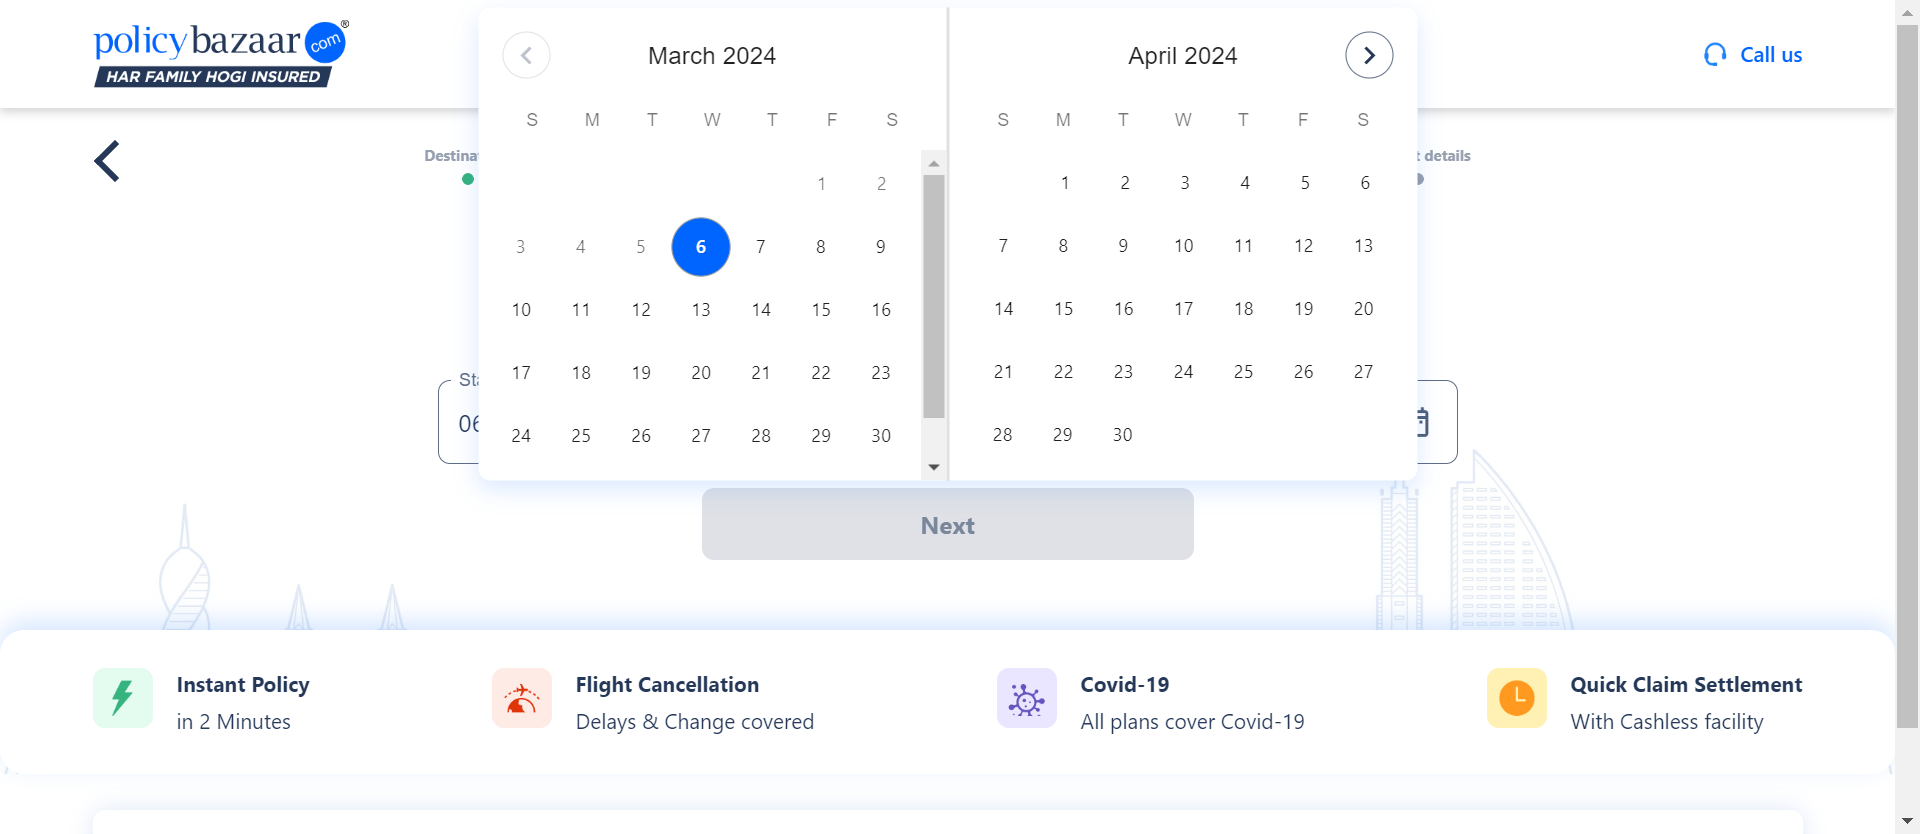 policybazaar.com®
HAR FAMILY HOGI INSURED
Call us
March 2024
S M T W T F S
1 2
3 4 5 6 7 8 9
10 11 12 13 14 15 16
17 18 19 20 21 22 23
24 25 26 27 28 29 30
April 2024
S M T W T F S
1 2 3 4 5 6
7 8 9 10 11 12 13
14 15 16 17 18 19 20
21 22 23 24 25 26 27
28 29 30
Destina
details
Sta
06
Next
Instant Policy
in 2 Minutes
Flight Cancellation
Delays & Change covered
Covid-19
All plans cover Covid-19
Quick Claim Settlement
With Cashless facility